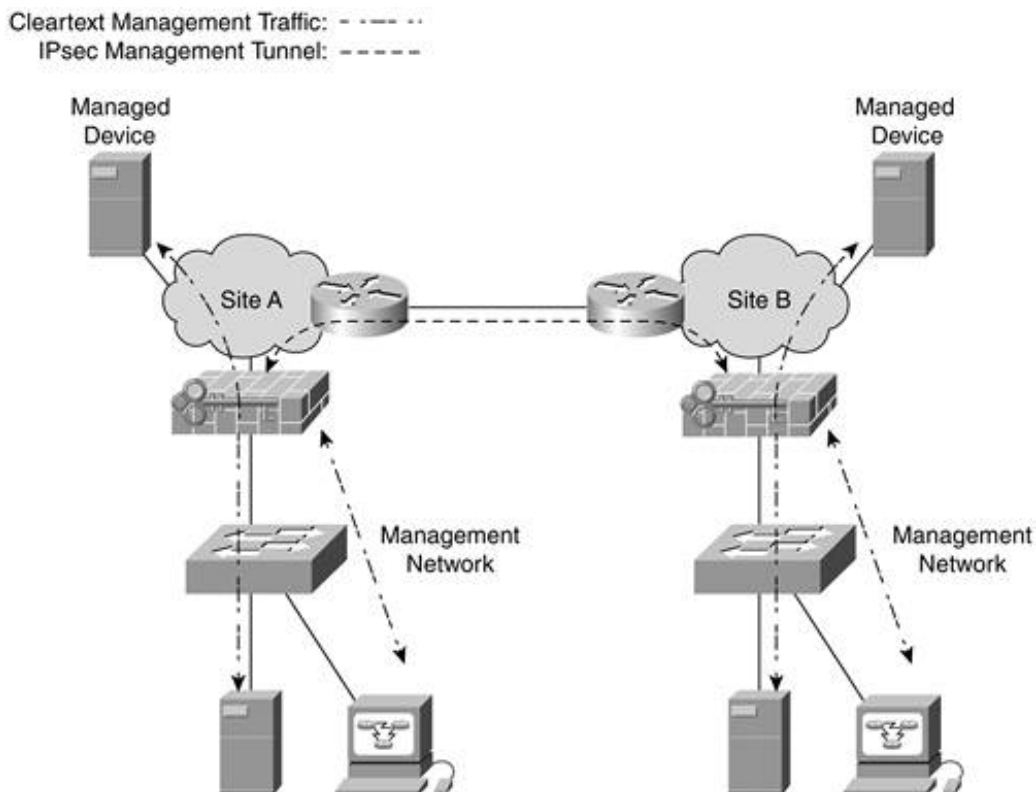 Cleartext Management Traffic:
IPsec Management Tunnel:
Managed
Device
Managed
Device
Site A
Site B
Management
Network
Management
Network